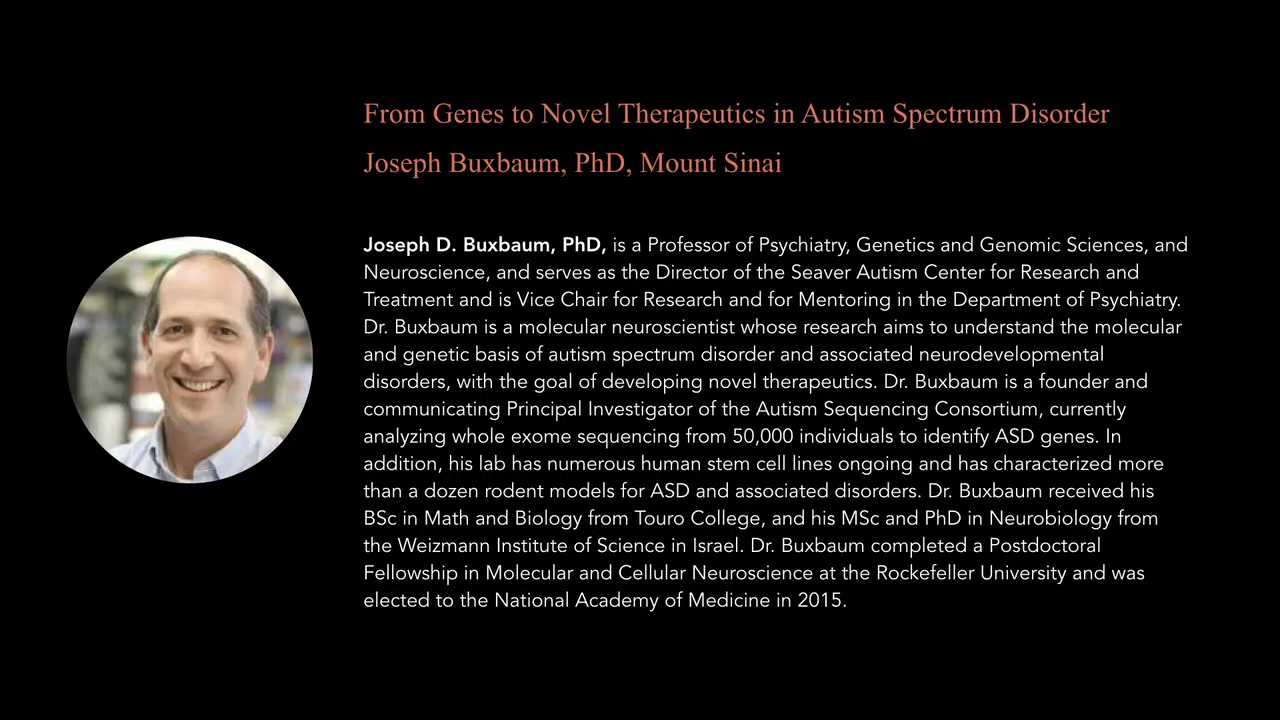 From Genes to Novel Therapeutics in Autism Spectrum Disorder
Joseph Buxbaum, PhD, Mount Sinai
Joseph D. Buxbaum, PhD, is a Professor of Psychiatry, Genetics and Genomic Sciences, and
Neuroscience, and serves as the Director of the Seaver Autism Center for Research and
Treatment and is Vice Chair for Research and for Mentoring in the Department of Psychiatry.
Dr. Buxbaum is a molecular neuroscientist whose research aims to understand the molecular
and genetic basis of autism spectrum disorder and associated neurodevelopmental
disorders, with the goal of developing novel therapeutics. Dr. Buxbaum is a founder and
communicating Principal Investigator of the Autism Sequencing Consortium, currently
analyzing whole exome sequencing from 50,000 individuals to identify ASD genes. In
addition, his lab has numerous human stem cell lines ongoing and has characterized more
than a dozen rodent models for ASD and associated disorders. Dr. Buxbaum received his
BSc in Math and Biology from Touro College, and his MSc and PhD in Neurobiology from
the Weizmann Institute of Science in Israel. Dr. Buxbaum completed a Postdoctoral
Fellowship in Molecular and Cellular Neuroscience at the Rockefeller University and was
elected to the National Academy of Medicine in 2015.